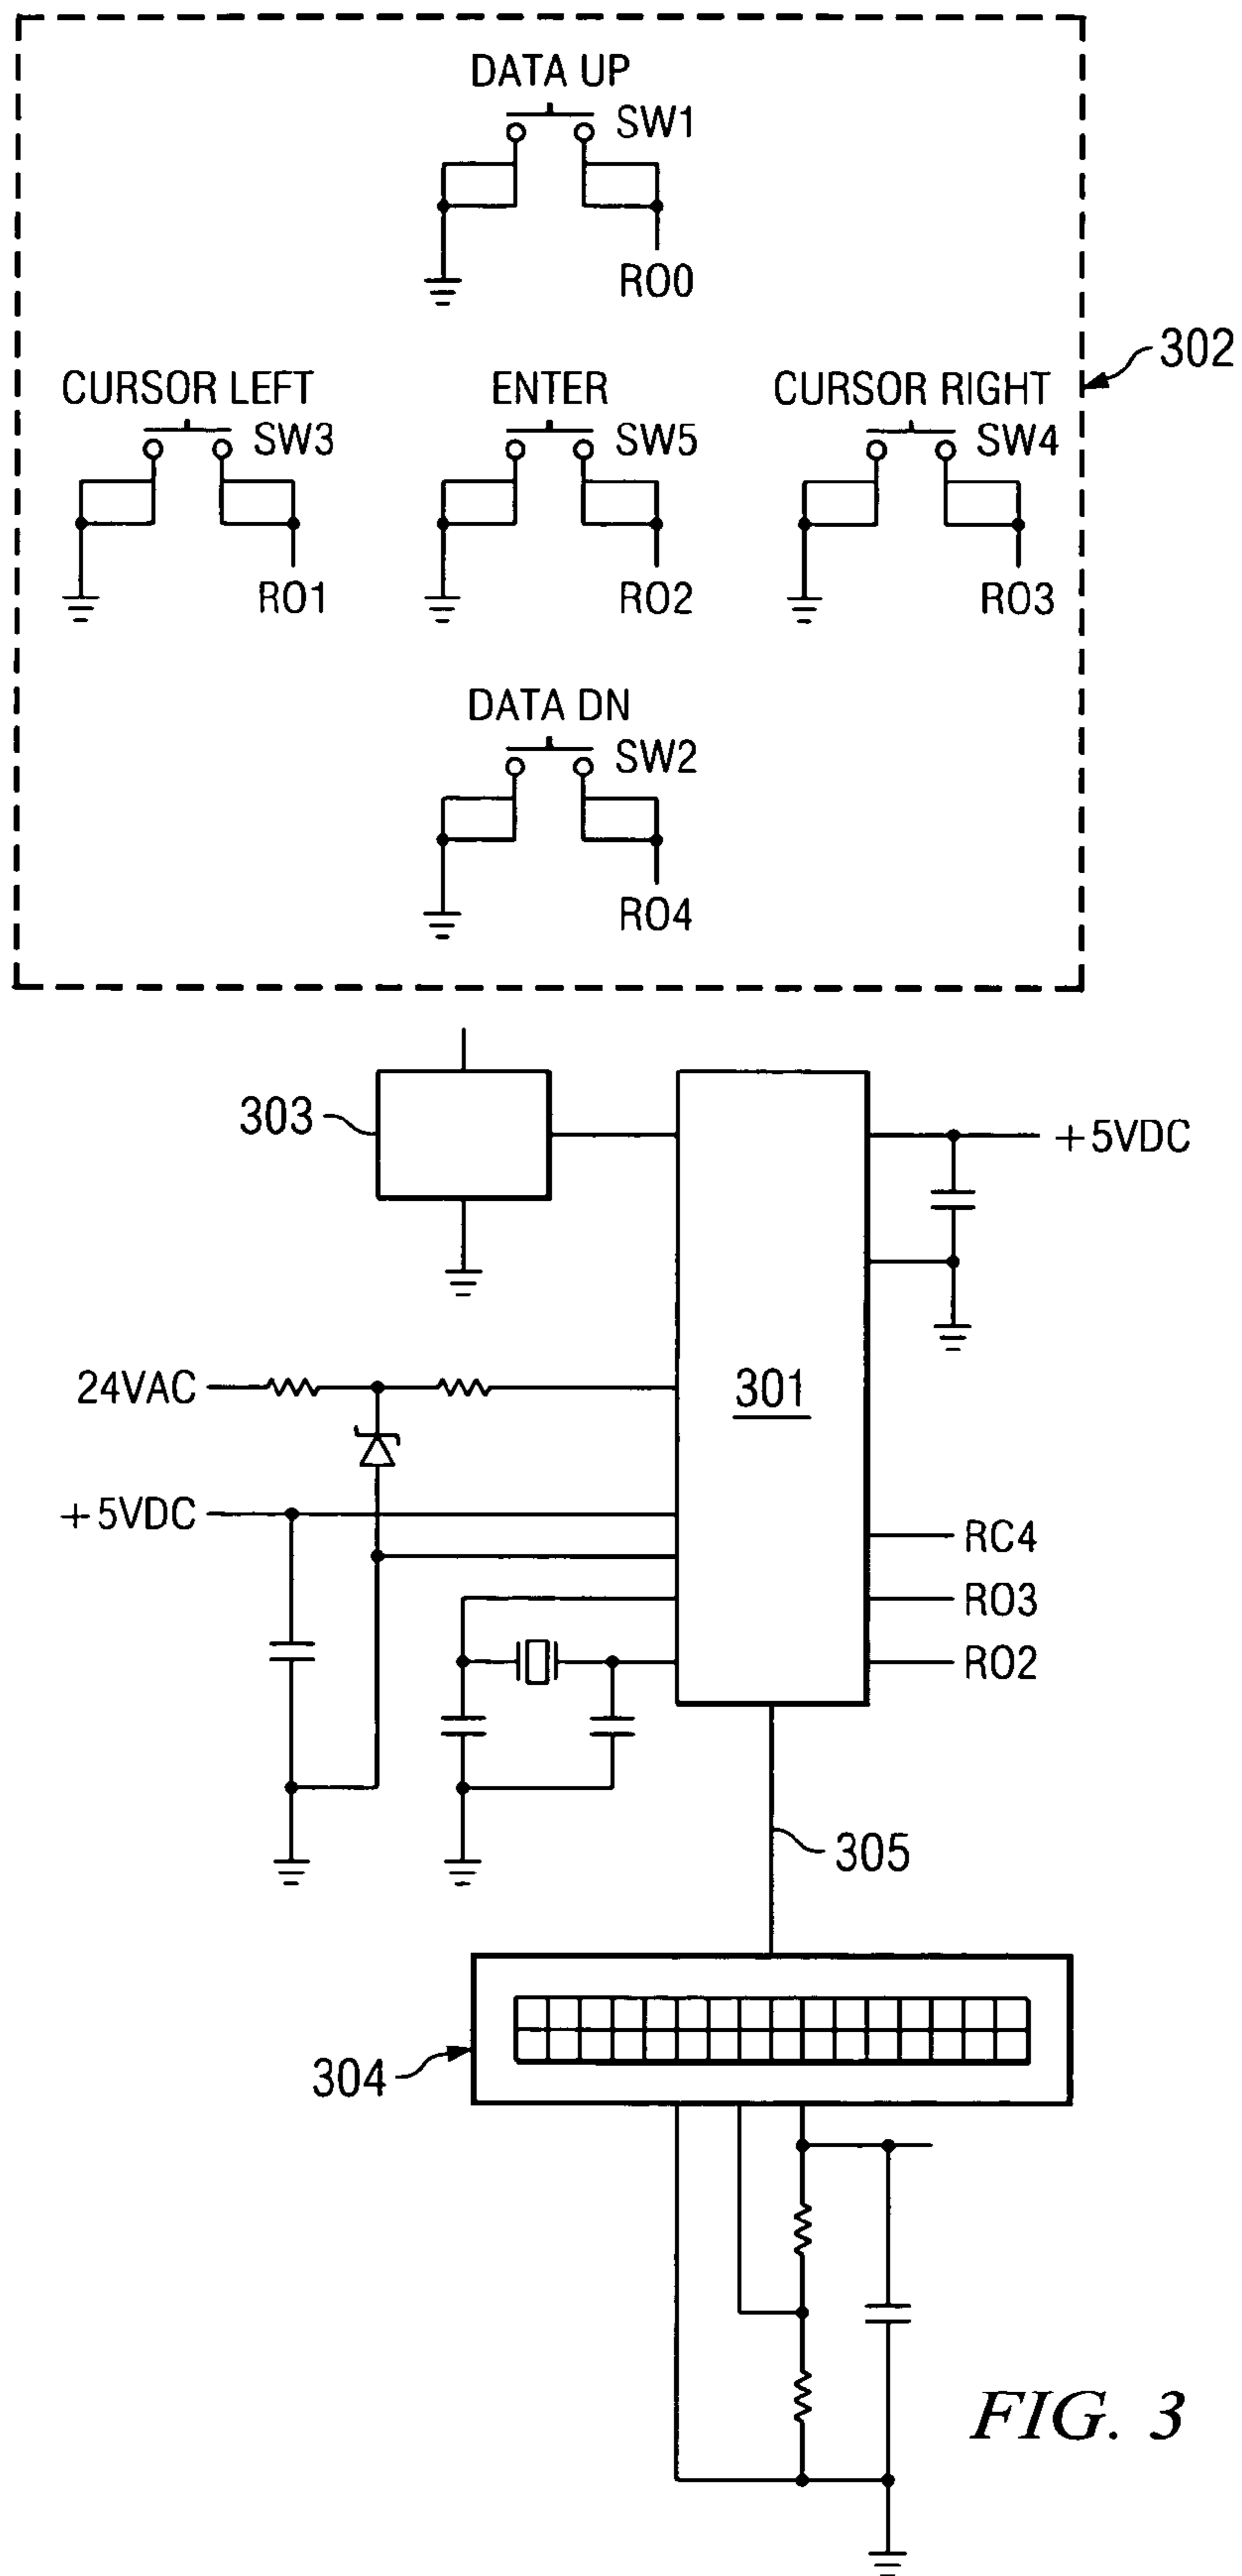 DATA UP
SW1
RO0
302
CURSOR LEFT
ENTER
CURSOR RIGHT
SW3
SW5
SW4
RO1
RO2
RO3
DATA DN
SW2
RO4
303
+5VDC
24VAC
301
+5VDC
RC4
RO3
RO2
305
304
FIG. 3